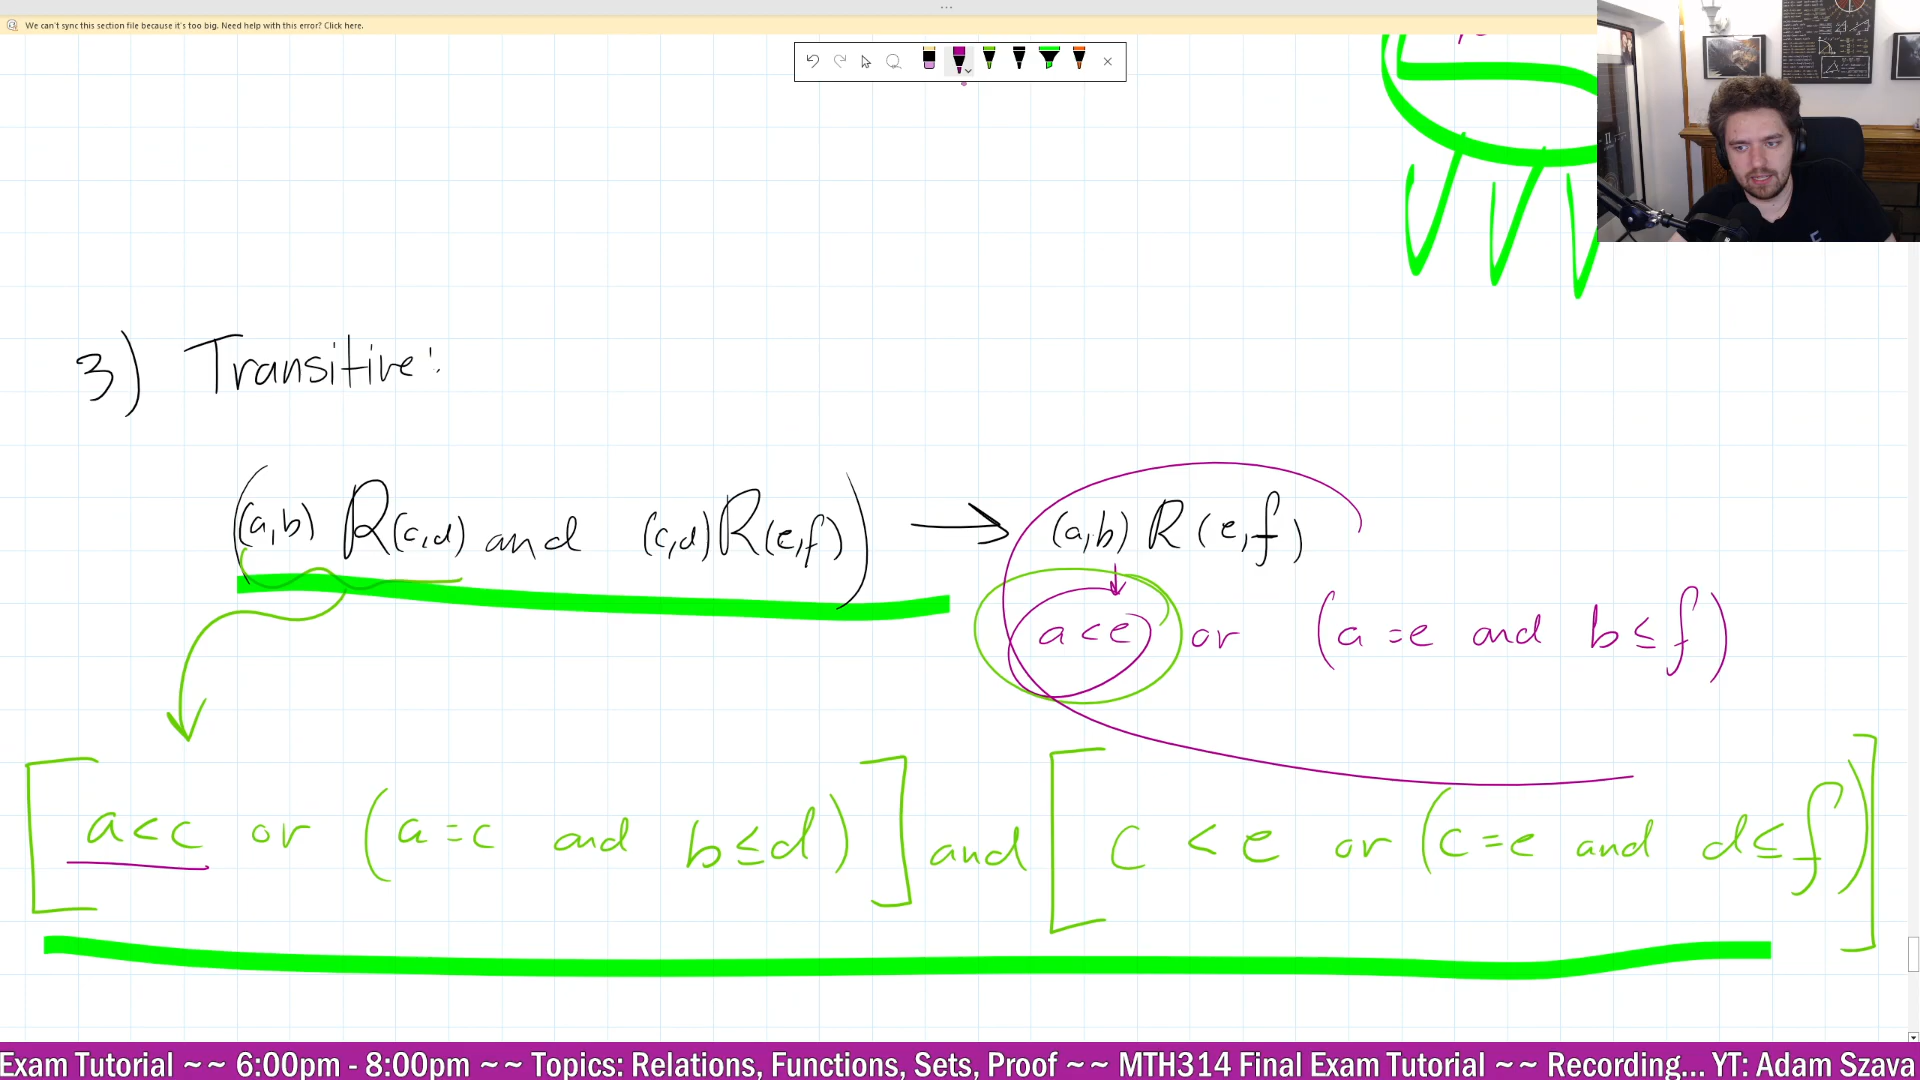 We can't sync this section file because it's too big. Need help with this error? Click here.
3) Transitive:
((a,b) R (c,d) and (c,d) R (e,f)) → (a,b) R (e,f)
a < e or (a = e and b ≤ f)
[a < c or (a = c and b ≤ d)] and [c < e or (c = e and d ≤ f)]
Exam Tutorial ~~ 6:00pm - 8:00pm ~~ Topics: Relations, Functions, Sets, Proof ~~ MTH314 Final Exam Tutorial ~~ Recording... YT: Adam Szava